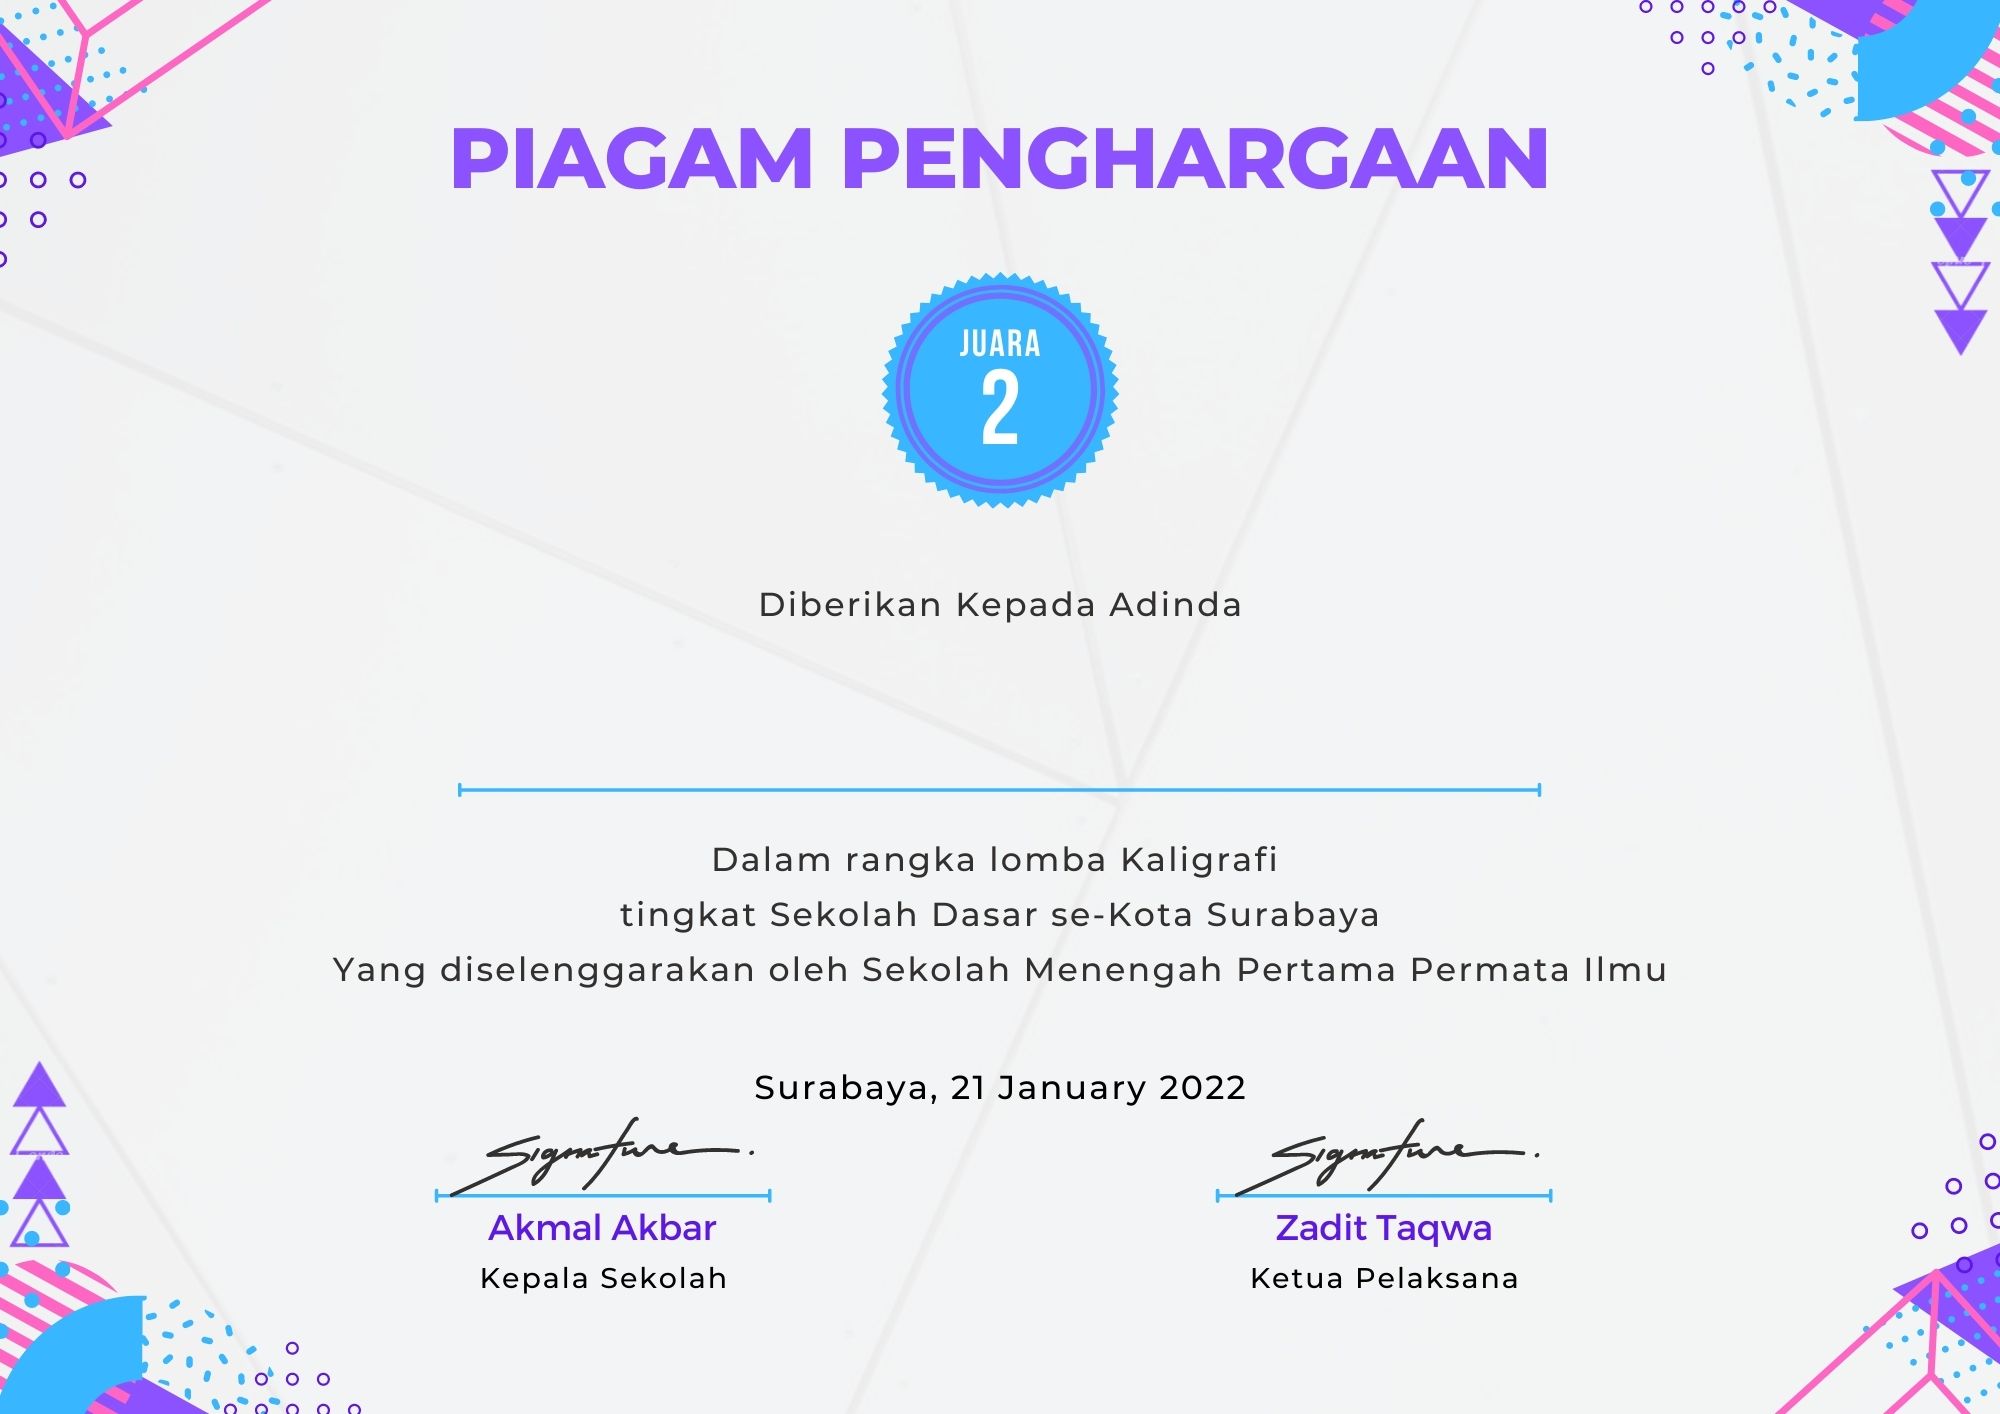 PIAGAM PENGHARGAAN
JUARA
2
Diberikan Kepada Adinda
Dalam rangka lomba Kaligrafi
tingkat Sekolah Dasar se-Kota Surabaya
Yang diselenggarakan oleh Sekolah Menengah Pertama Permata Ilmu
Surabaya, 21 January 2022
Signature.
Signature.
Akmal Akbar
Zadit Taqwa
Kepala Sekolah
Ketua Pelaksana